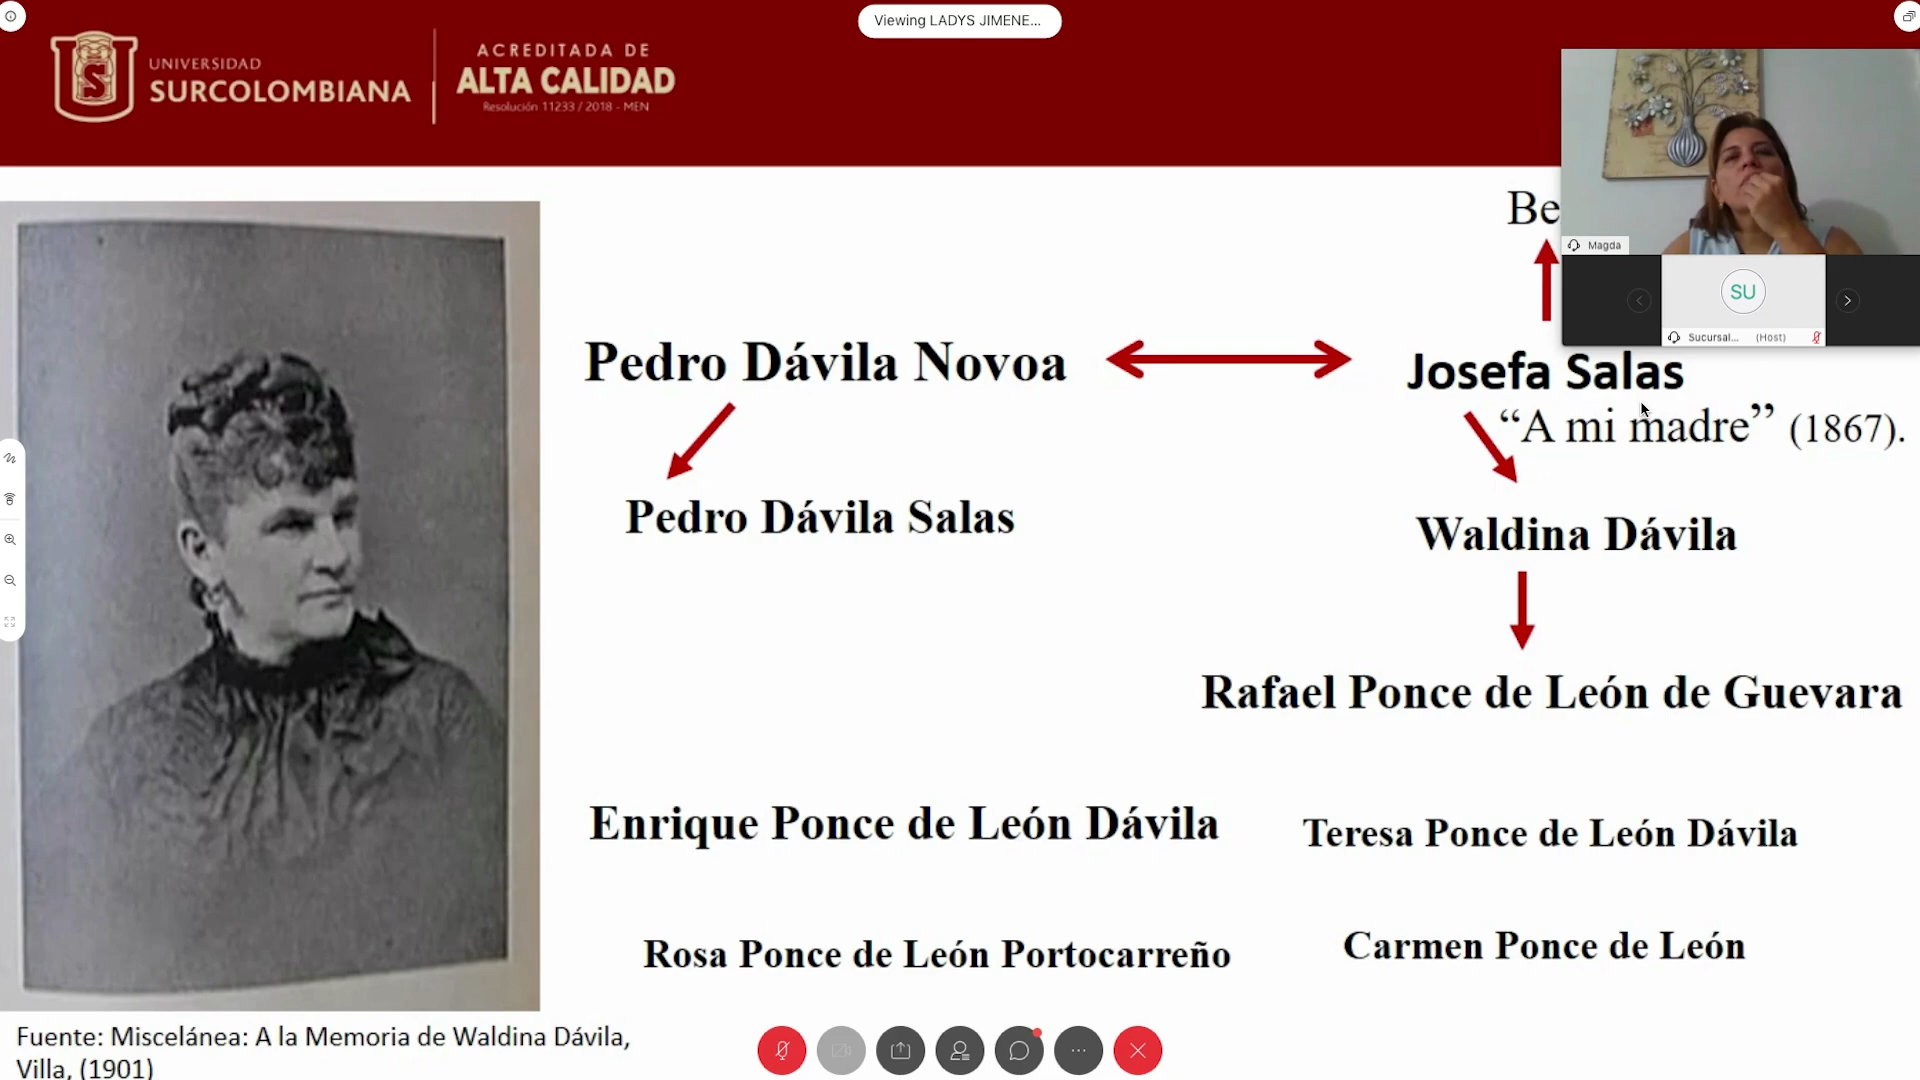 Viewing LADYS JIMENE...
UNIVERSIDAD
SURCOLOMBIANA
ACREDITADA DE
ALTA CALIDAD
Resolución 11233 / 2018 - MEN
Be
Magda
SU
Sucursal... (Host)
Pedro Dávila Novoa
Josefa Salas
“A mi madre” (1867).
Pedro Dávila Salas
Waldina Dávila
Rafael Ponce de León de Guevara
Enrique Ponce de León Dávila
Teresa Ponce de León Dávila
Rosa Ponce de León Portocarreño
Carmen Ponce de León
Fuente: Miscelánea: A la Memoria de Waldina Dávila,
Villa, (1901)